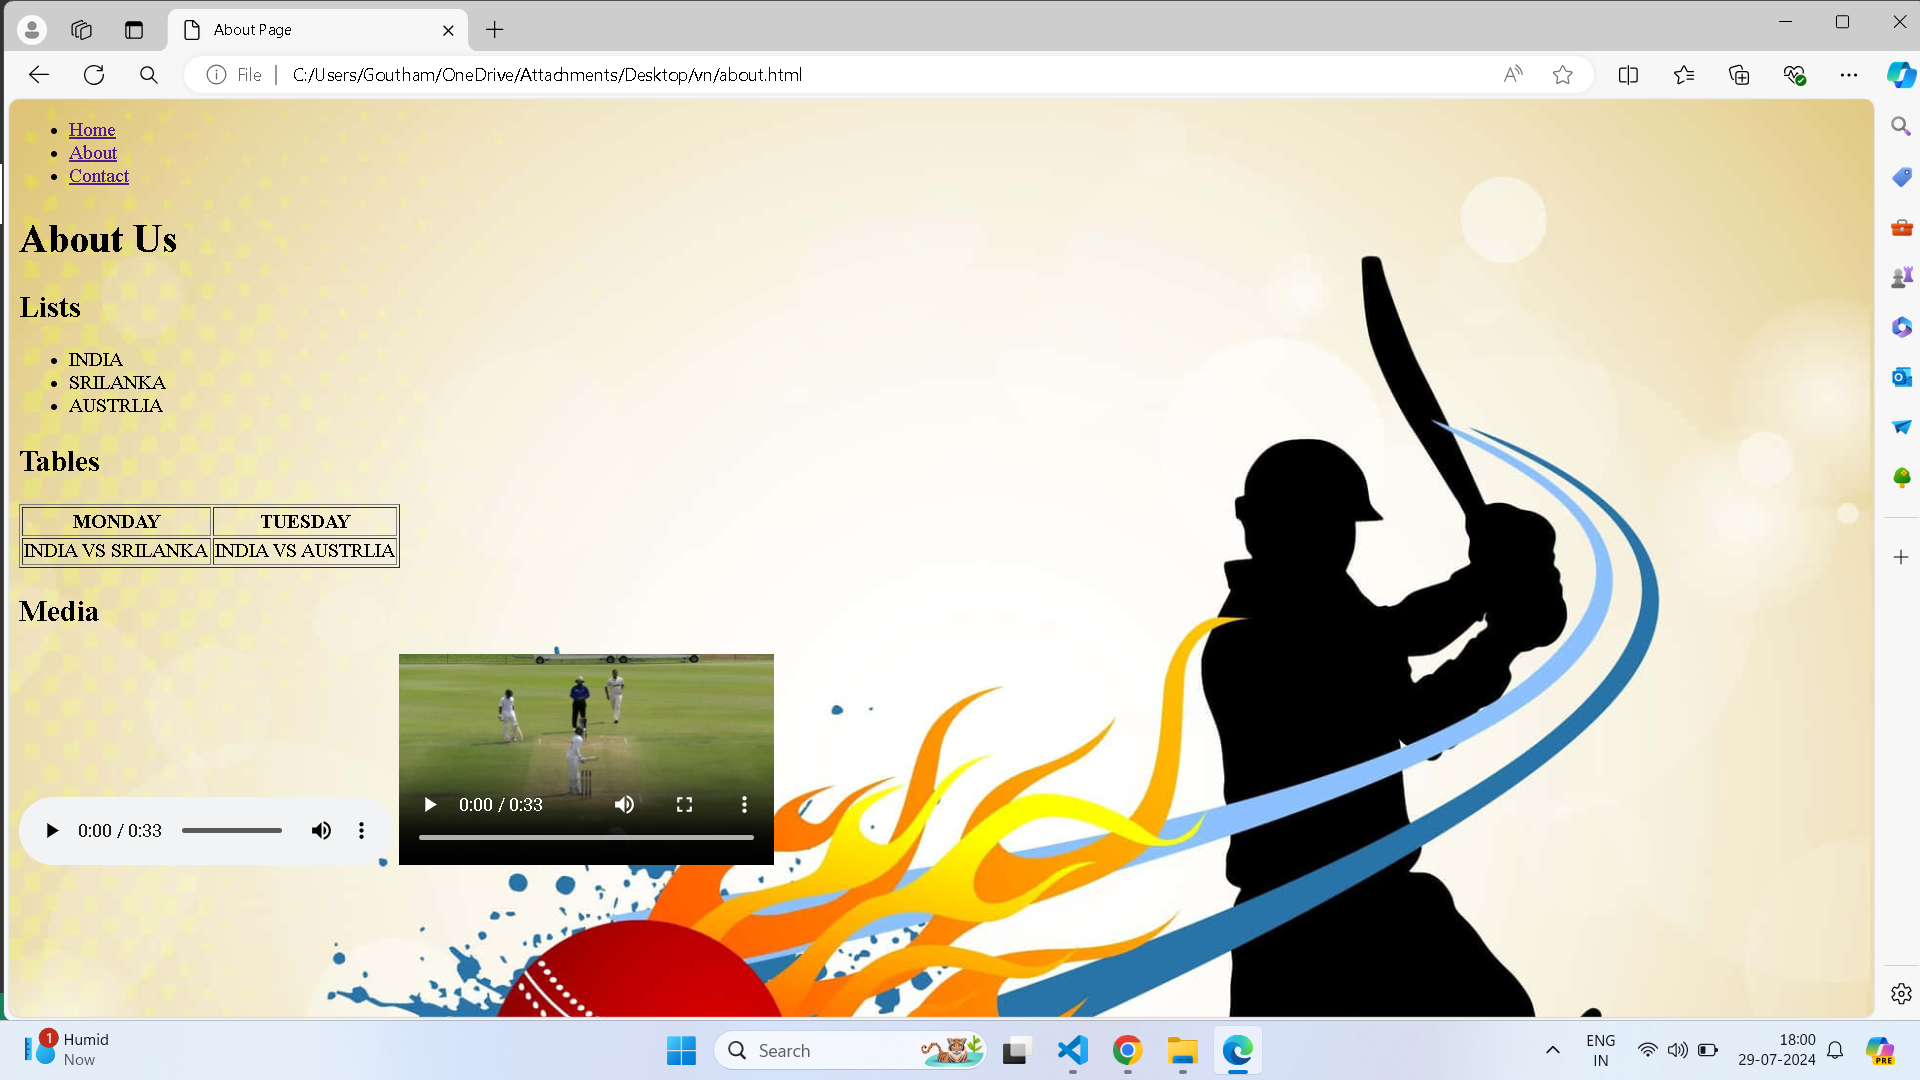 About Page
File
C:/Users/Goutham/OneDrive/Attachments/Desktop/vn/about.html
Home
About
Contact
About Us
Lists
INDIA
SRILANKA
AUSTRLIA
Tables
MONDAY TUESDAY
INDIA VS SRILANKA INDIA VS AUSTRLIA
Media
0:00 / 0:33
0:00 / 0:33
1
Humid
Now
Search
ENG
IN
18:00
29-07-2024
PRE